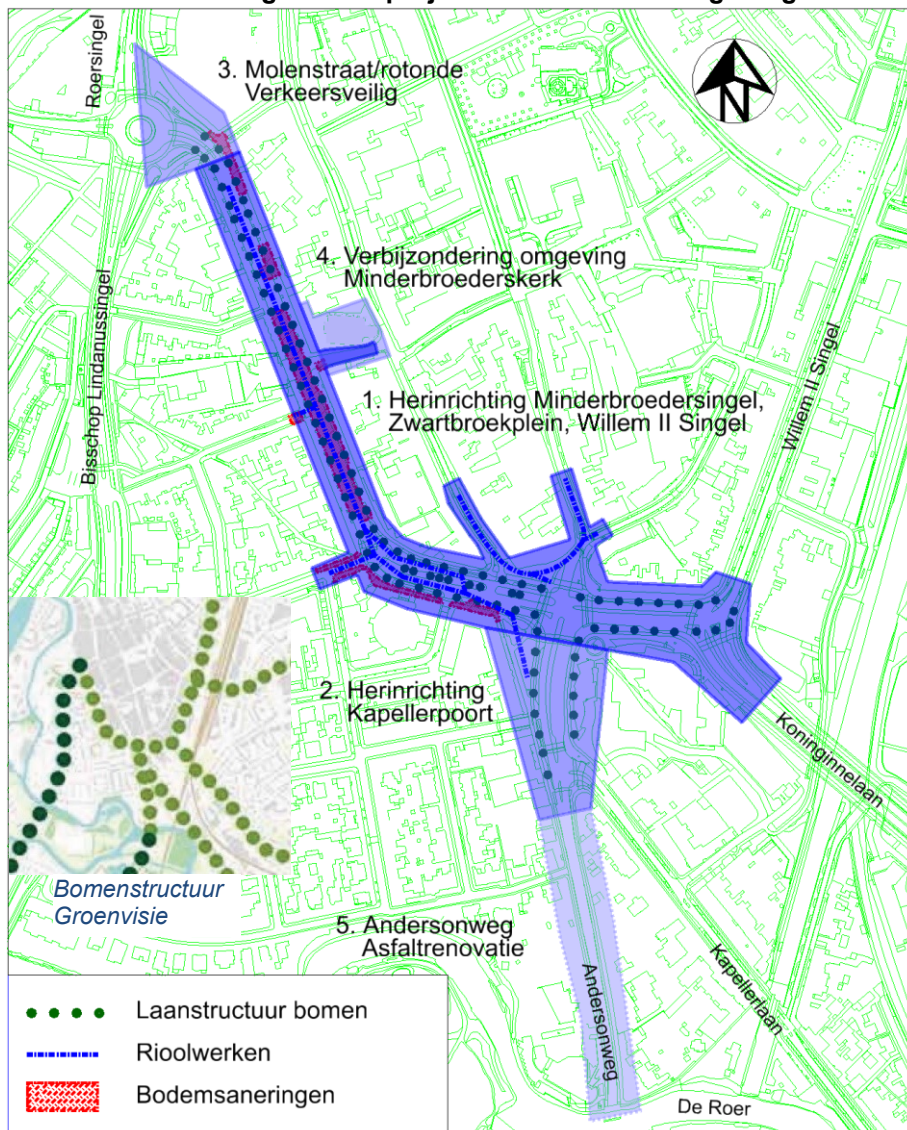 Roersingel
3. Molenstraat/rotonde
Verkeersveilig
N
4. Verbijzondering omgeving
Minderbroederskerk
Bisschop Lindanussingel
1. Herinrichting Minderbroedersingel,
Zwartbroekplein, Willem II Singel
Willem II Singel
2. Herinrichting
Kapellerpoort
Koninginnelaan
Bomenstructuur
Groenvisie
5. Andersonweg
Asfaltrenovatie
Andersonweg
Kapellerlaan
Laanstructuur bomen
Rioolwerken
Bodemsaneringen
De Roer